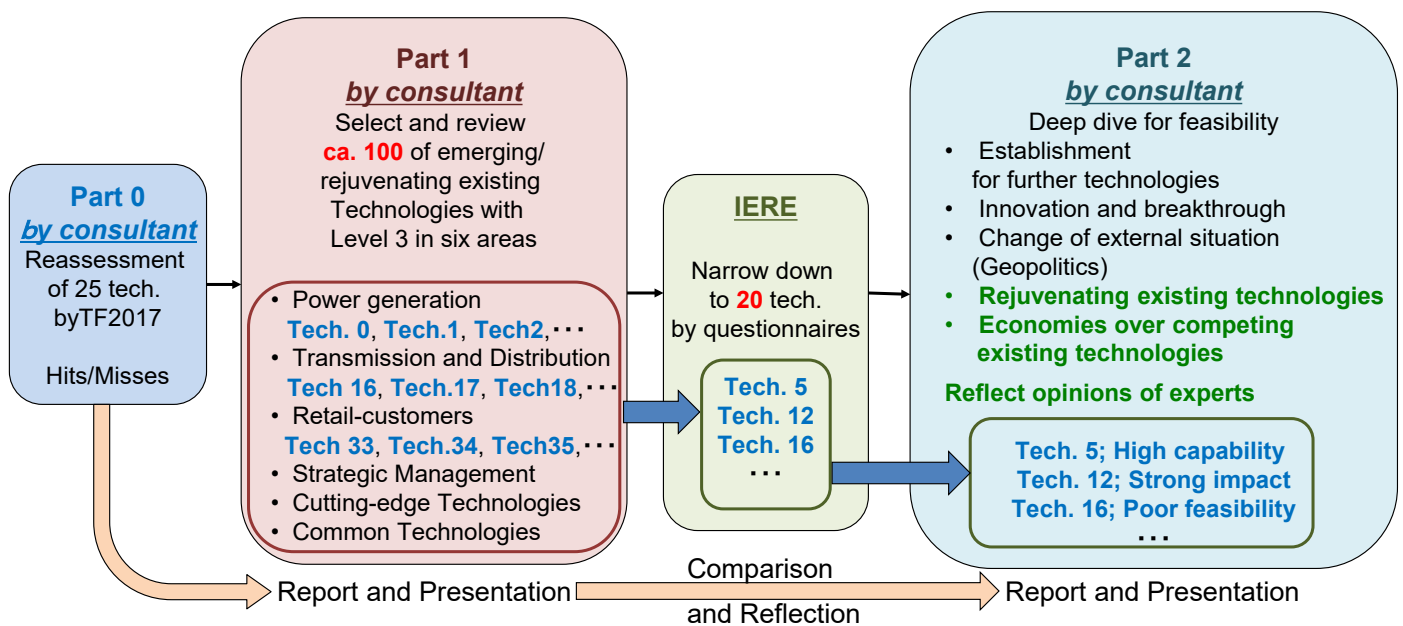 Part 0
by consultant
Reassessment
of 25 tech.
byTF2017
Hits/Misses
Part 1
by consultant
Select and review
ca. 100 of emerging/
rejuvenating existing
Technologies with
Level 3 in six areas
• Power generation
Tech. 0, Tech.1, Tech2, ･･･
• Transmission and Distribution
Tech 16, Tech.17, Tech18, ･･･
• Retail-customers
Tech 33, Tech.34, Tech35, ･･･
• Strategic Management
• Cutting-edge Technologies
• Common Technologies
IERE
Narrow down
to 20 tech.
by questionnaires
Tech. 5
Tech. 12
Tech. 16
･･･
Part 2
by consultant
Deep dive for feasibility
• Establishment
for further technologies
• Innovation and breakthrough
• Change of external situation
(Geopolitics)
• Rejuvenating existing technologies
• Economies over competing
existing technologies
Reflect opinions of experts
Tech. 5; High capability
Tech. 12; Strong impact
Tech. 16; Poor feasibility
･･･
Report and Presentation
Comparison
and Reflection
Report and Presentation